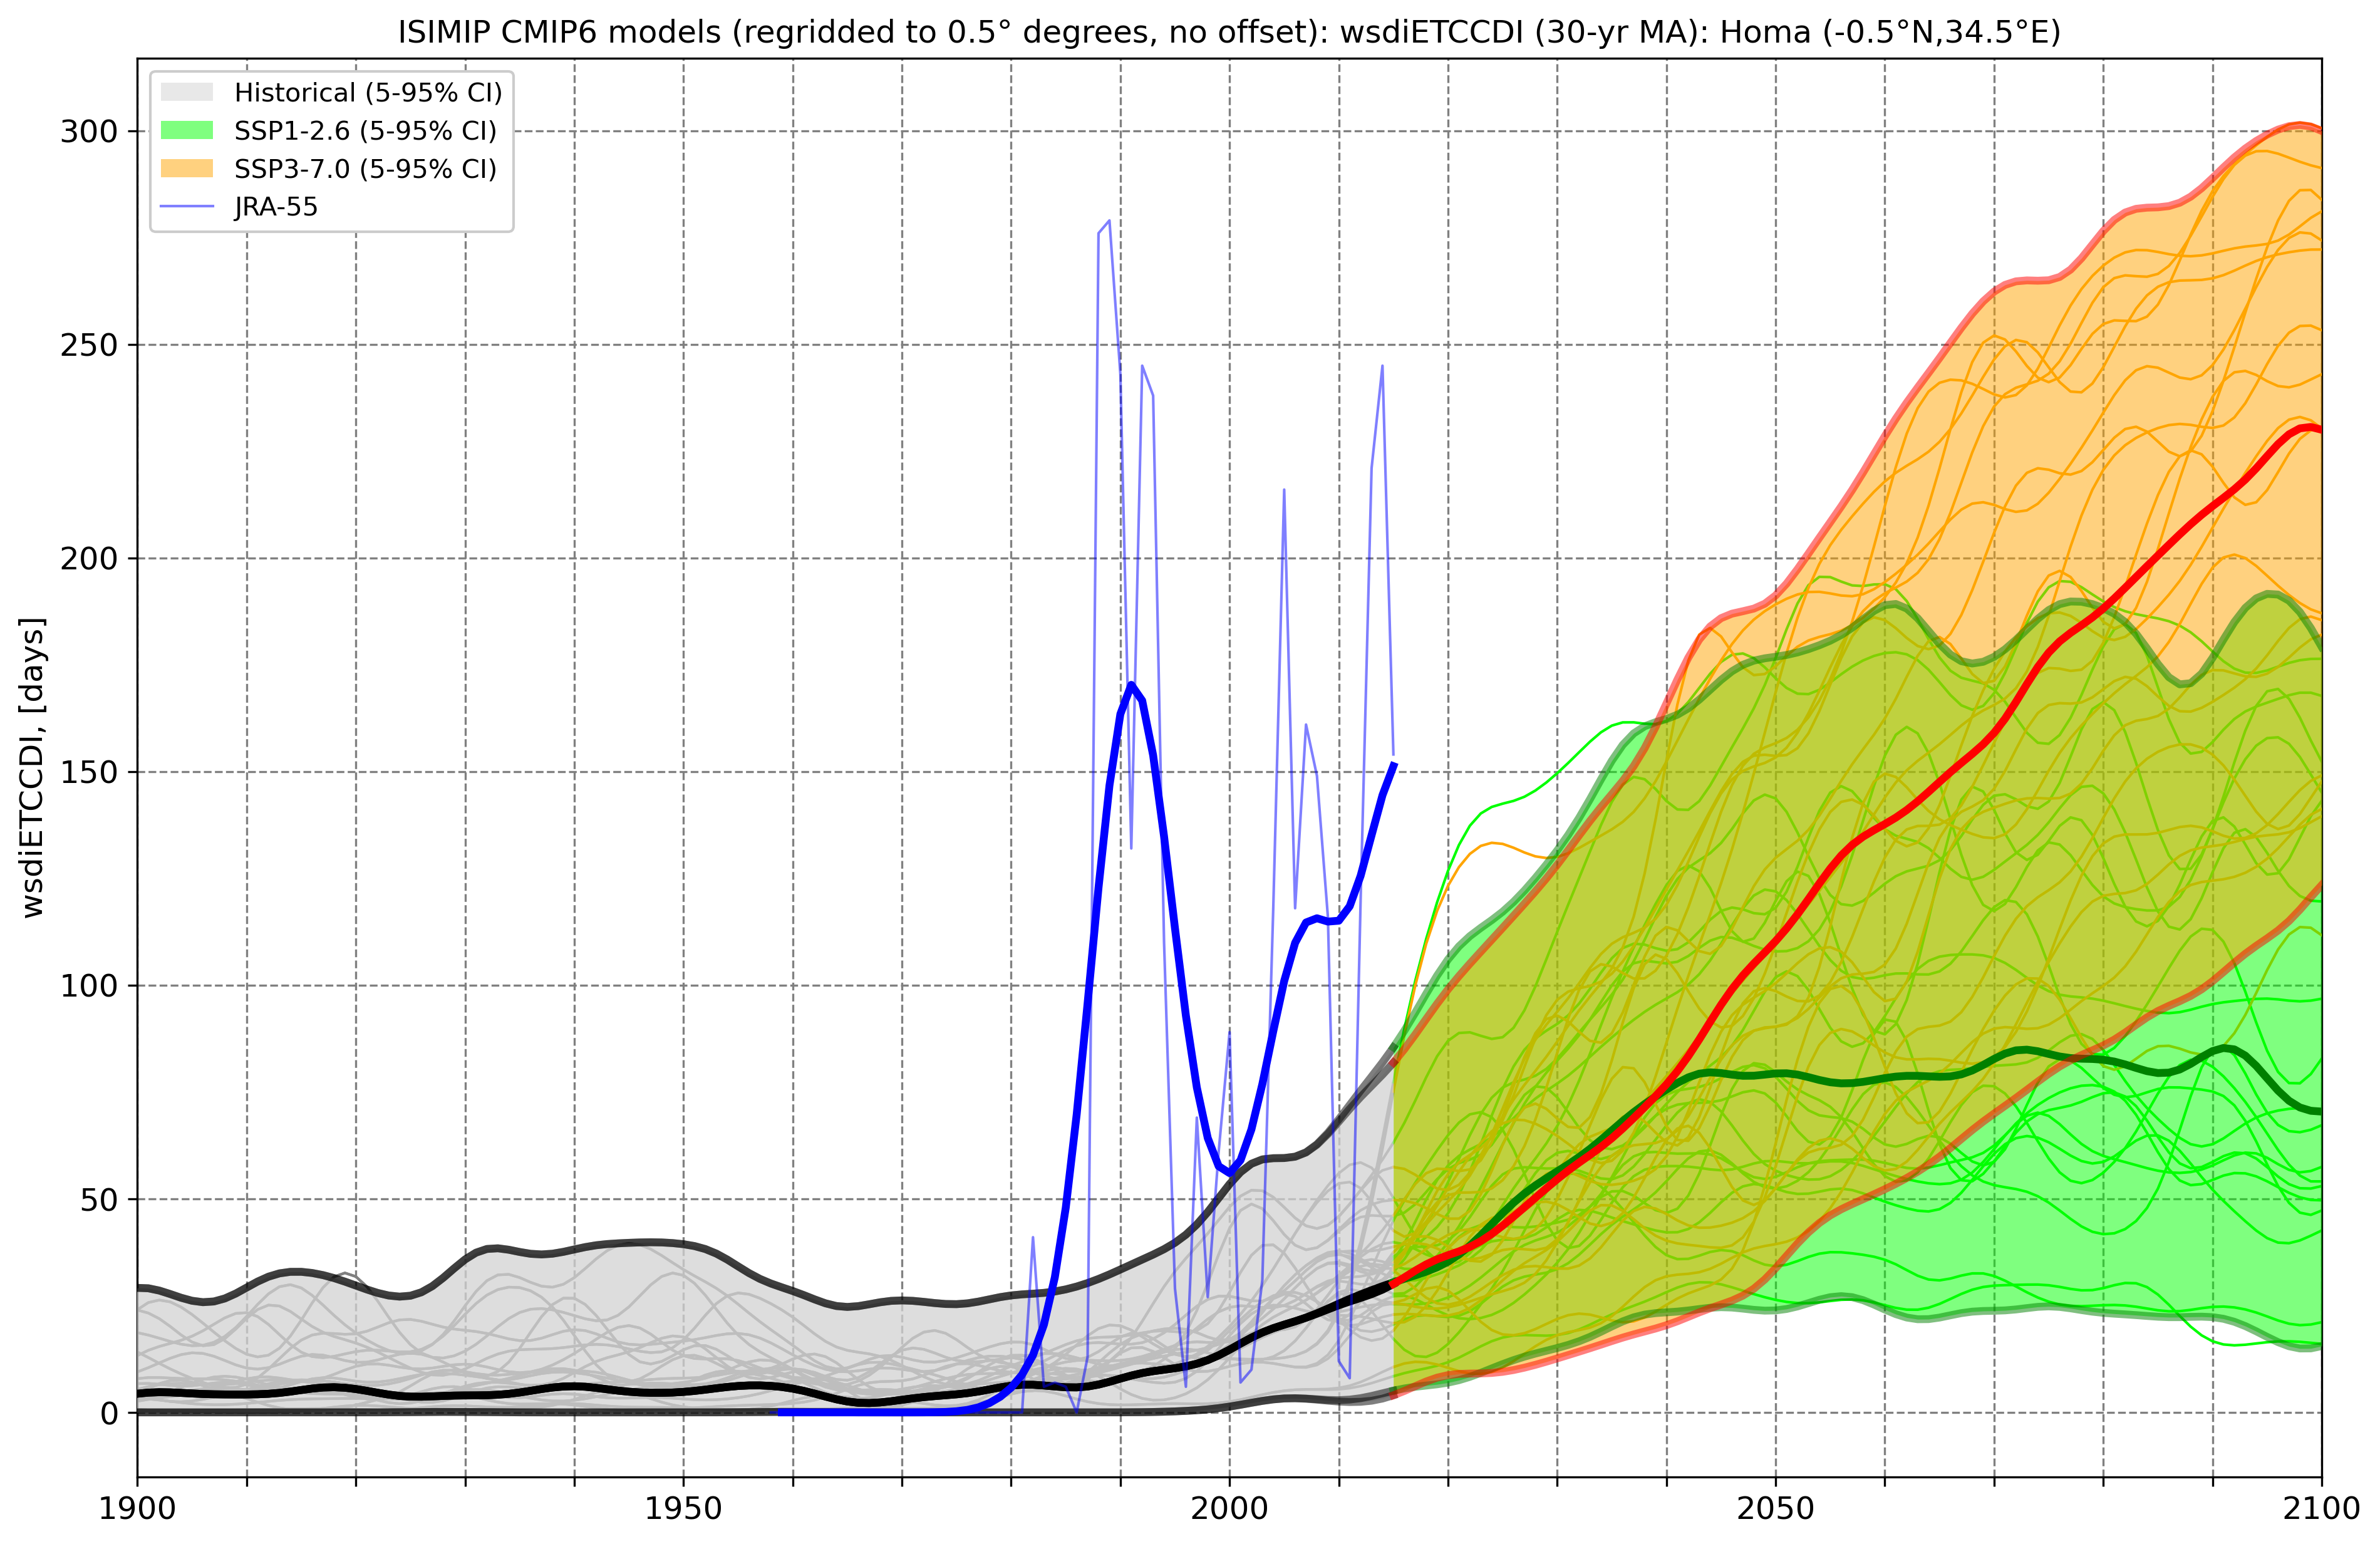 ISIMIP CMIP6 models (regridded to 0.5° degrees, no offset): wsdiETCCDI (30-yr MA): Homa (-0.5°N,34.5°E)
Historical (5-95% CI)
SSP1-2.6 (5-95% CI)
SSP3-7.0 (5-95% CI)
JRA-55
wsdiETCCDI, [days]
300
250
200
150
100
50
0
1900 1950 2000 2050 2100